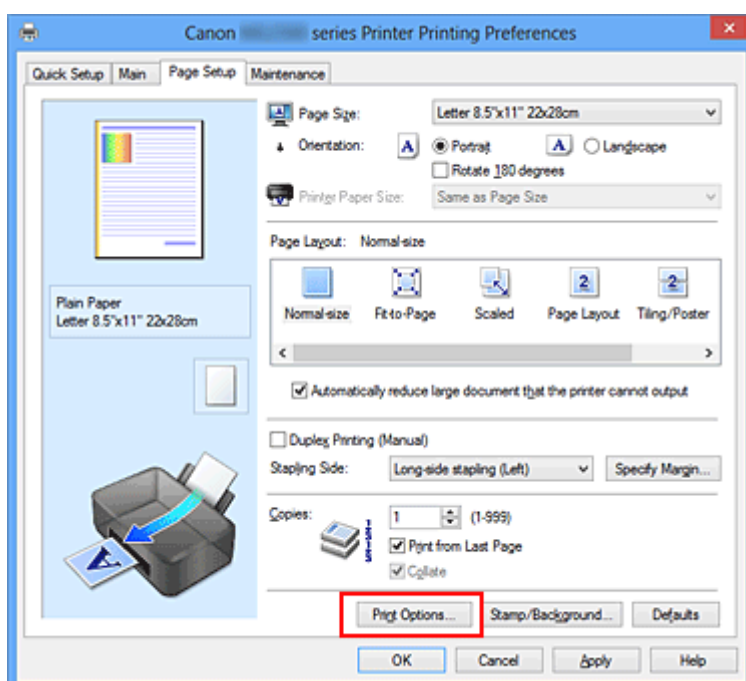 Canon series Printer Printing Preferences
Quick Setup Main Page Setup Maintenance
Page Size: Letter 8.5"x11" 22x28cm
Orientation: A Portrait A Landscape
Rotate 180 degrees
Printer Paper Size: Same as Page Size
Page Layout: Normal-size
Plain Paper
Letter 8.5"x11" 22x28cm
2 2
Normal-size Fit-to-Page Scaled Page Layout Tiling/Poster
Automatically reduce large document that the printer cannot output
Duplex Printing (Manual)
Stapling Side: Long-side stapling (Left) Specify Margin...
Copies: 1 (1-999)
Print from Last Page
Collate
A
Print Options... Stamp/Background... Defaults
OK Cancel Apply Help